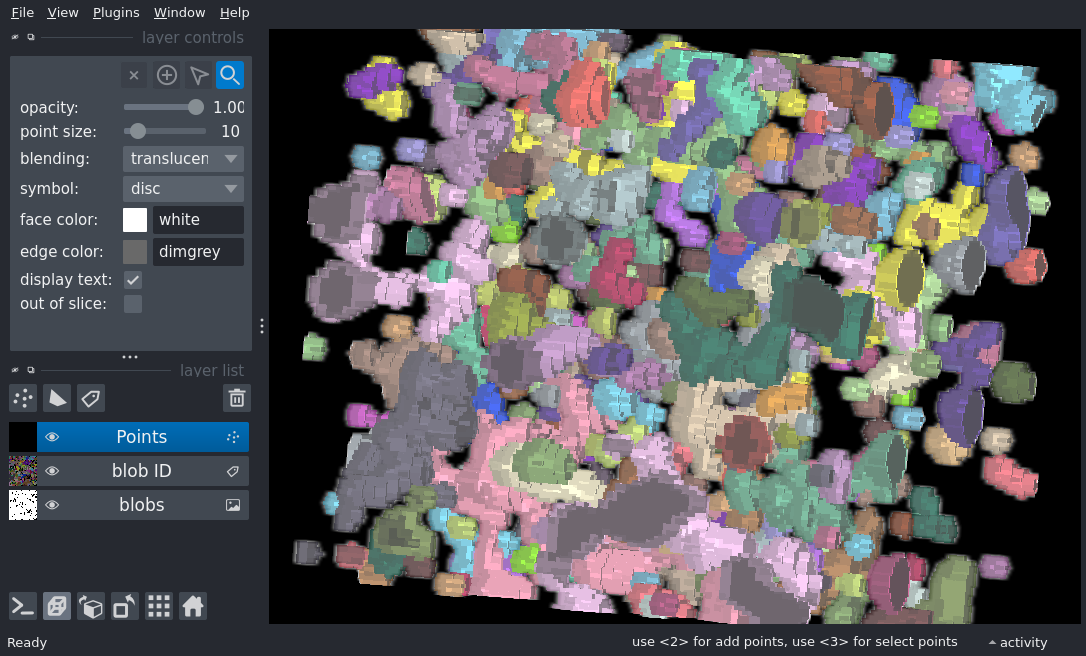 File View Plugins Window Help
layer controls
opacity: 1.00
point size: 10
blending: translucen
symbol: disc
face color: white
edge color: dimgrey
display text:
out of slice:
layer list
Points
blob ID
blobs
Ready
use <2> for add points, use <3> for select points
activity